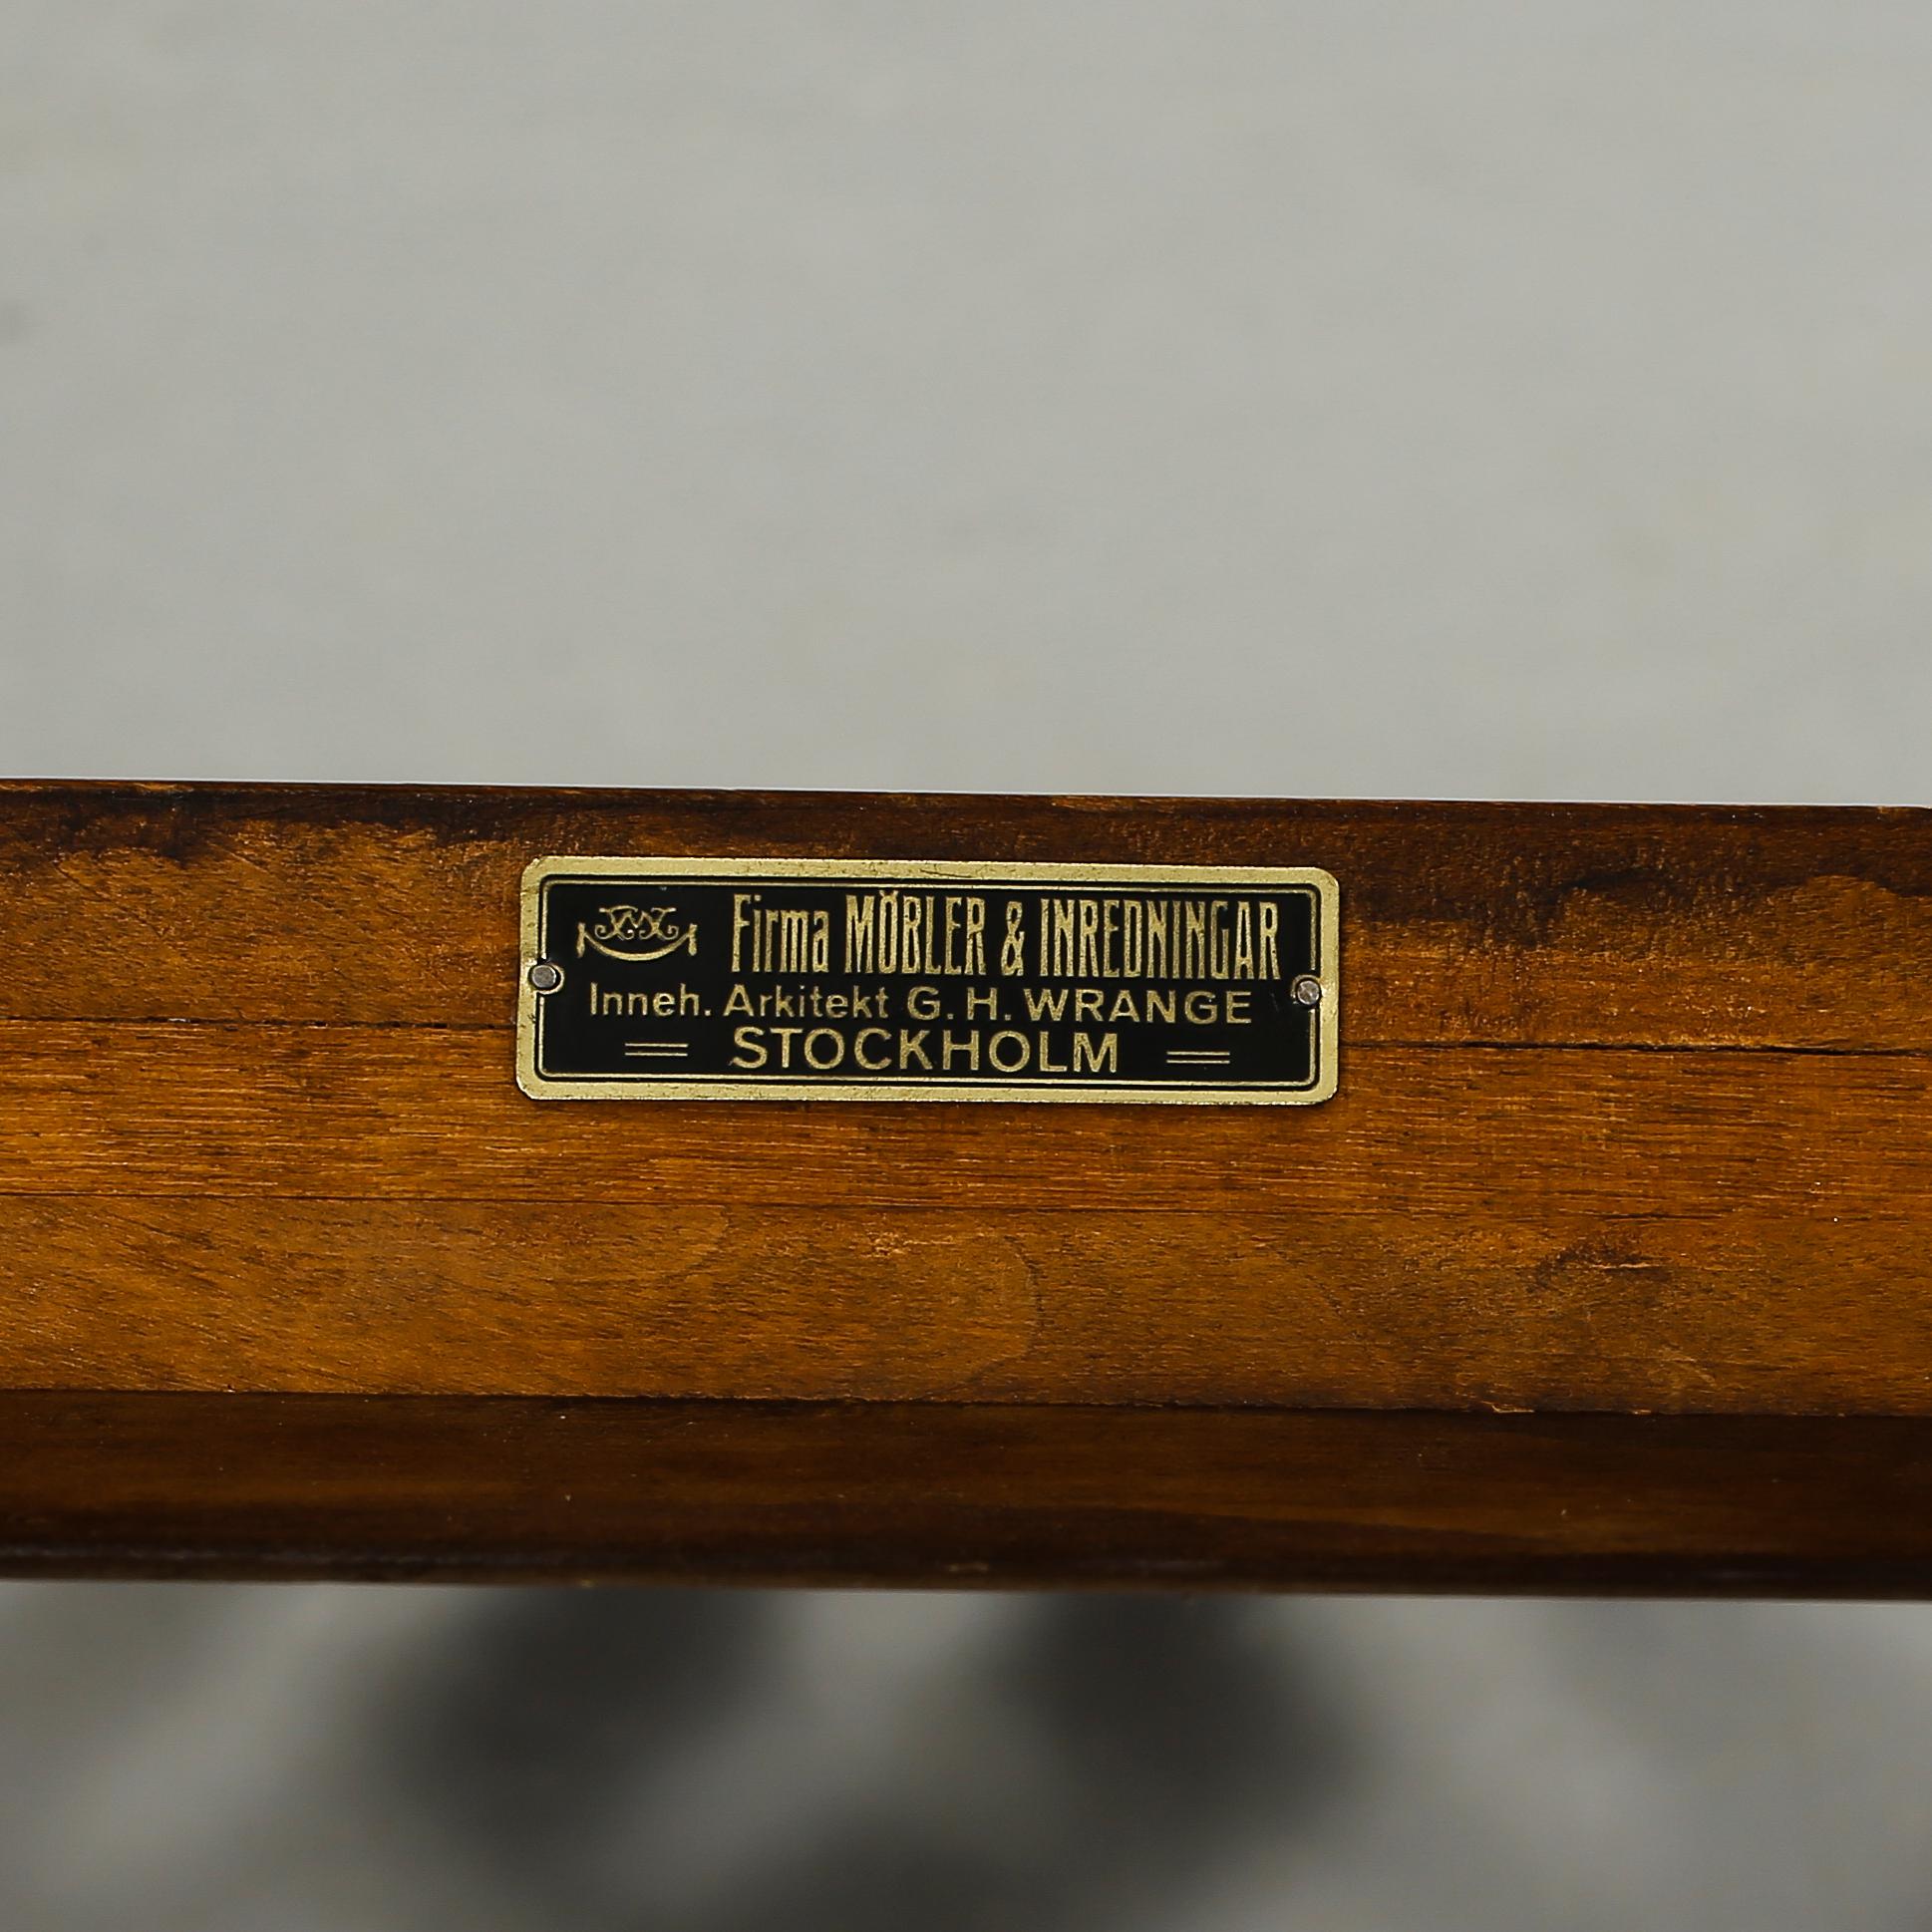 Firma MÖBLER & INREDNINGAR
Inneh. Arkitekt G. H. WRANGE
STOCKHOLM